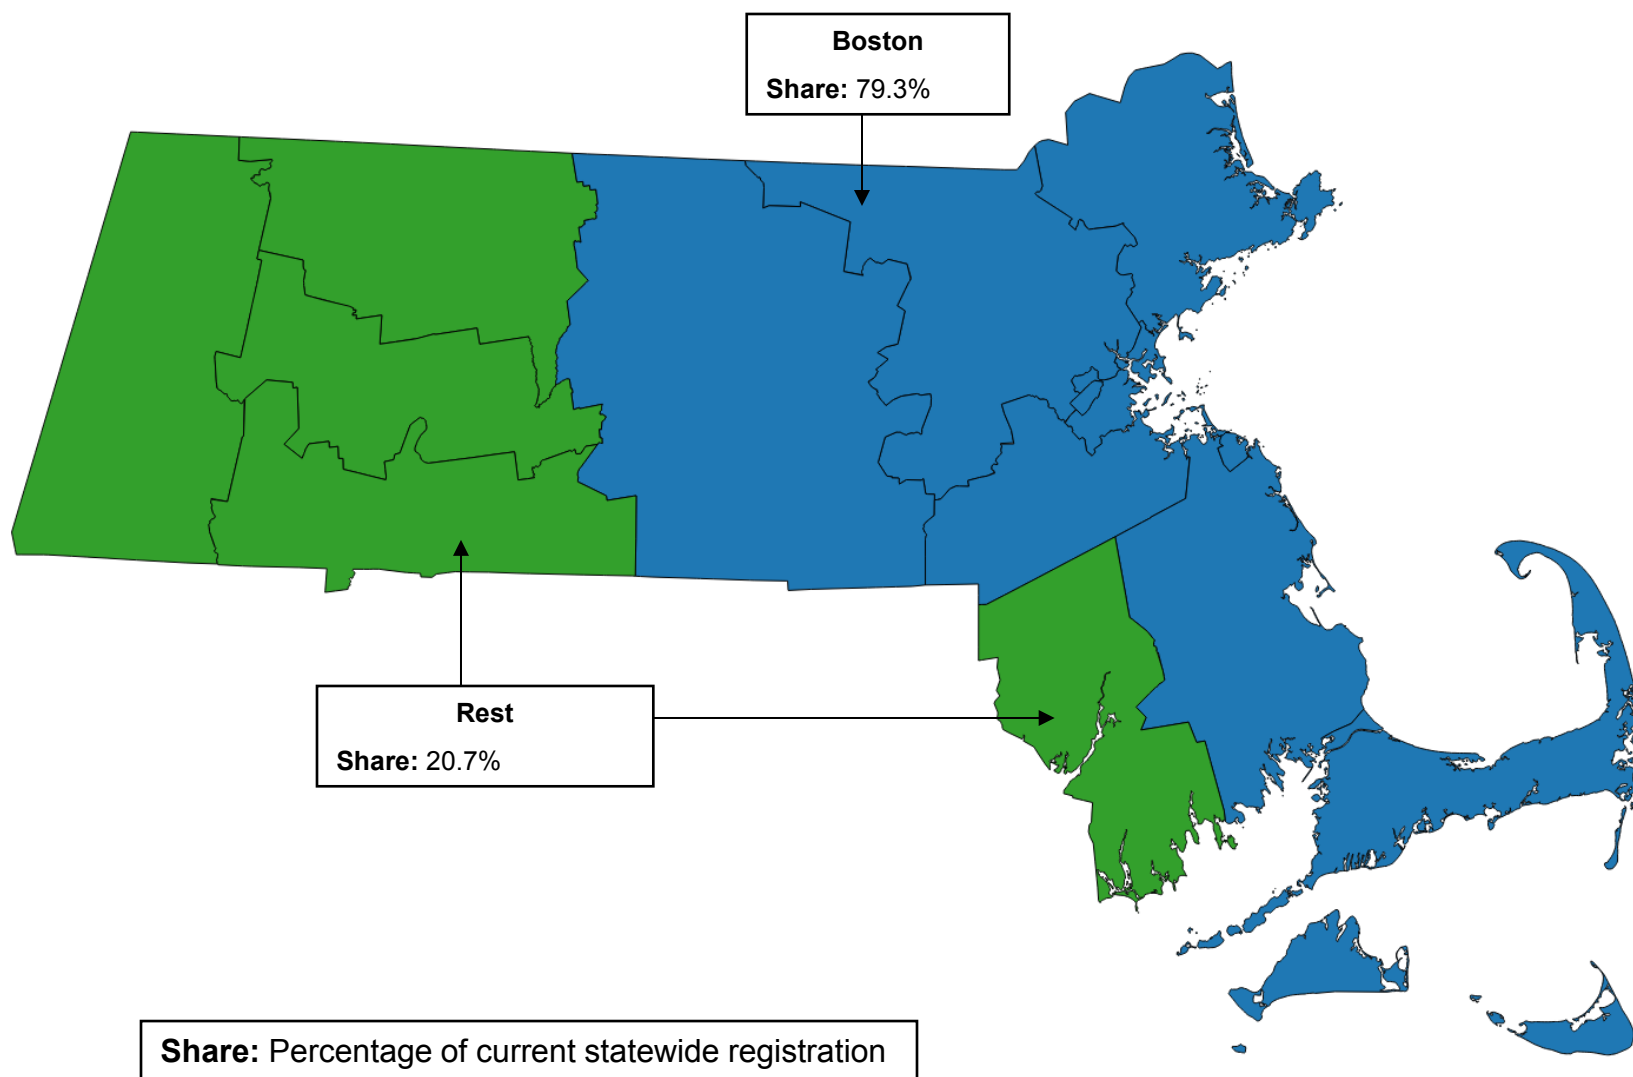 Boston
Share: 79.3%
Rest
Share: 20.7%
Share: Percentage of current statewide registration